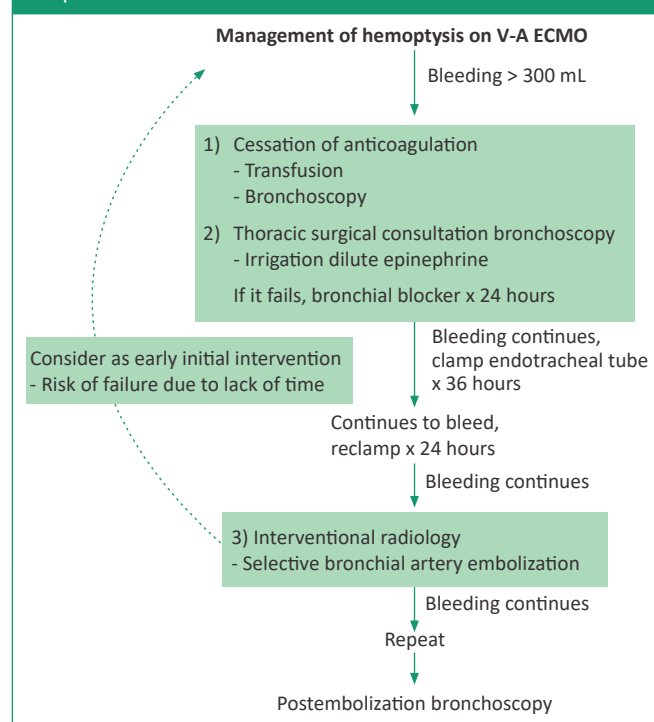 Management of hemoptysis on V-A ECMO
Bleeding > 300 mL
1) Cessation of anticoagulation
- Transfusion
- Bronchoscopy
2) Thoracic surgical consultation bronchoscopy
- Irrigation dilute epinephrine
If it fails, bronchial blocker x 24 hours
Bleeding continues,
clamp endotracheal tube
x 36 hours
Consider as early initial intervention
- Risk of failure due to lack of time
Continues to bleed,
reclamp x 24 hours
Bleeding continues
3) Interventional radiology
- Selective bronchial artery embolization
Bleeding continues
Repeat
Postembolization bronchoscopy